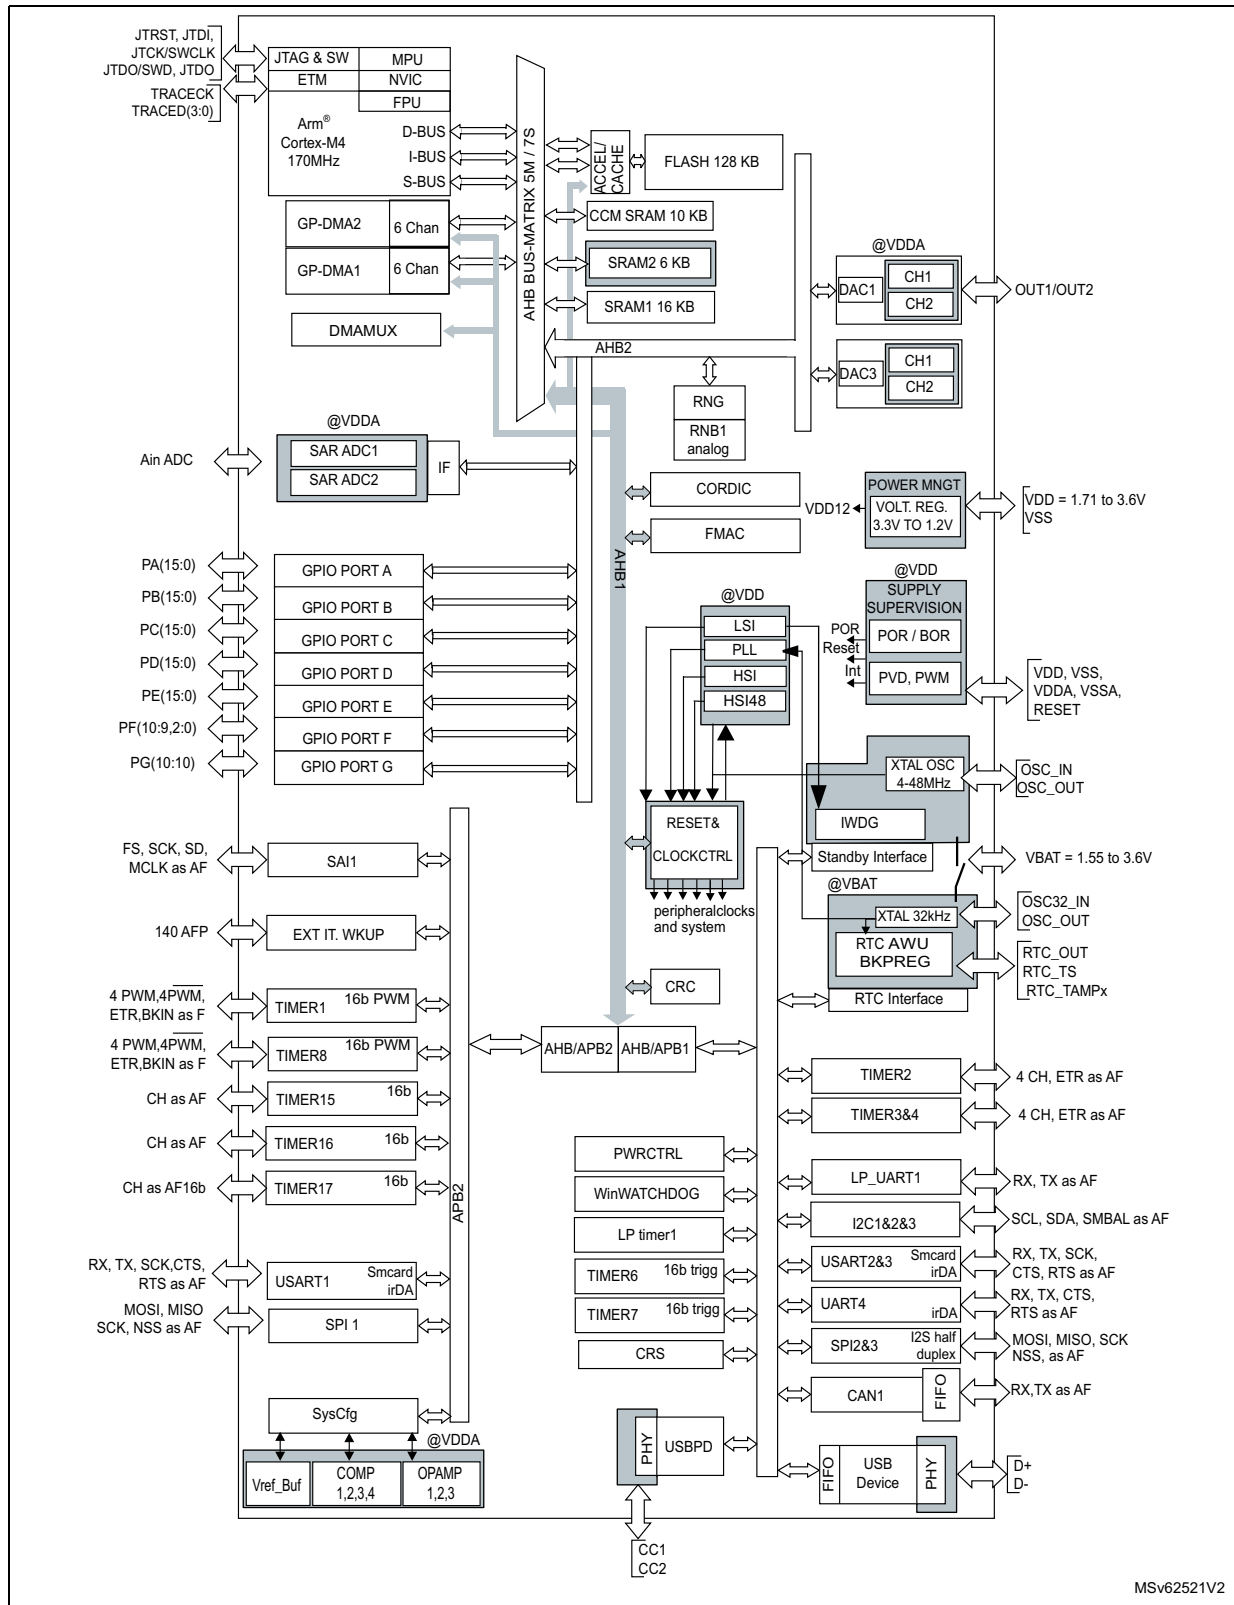 JTRST, JTDI,
JTCK/SWCLK
JTDO/SWD, JTDO
TRACECK
TRACED(3:0)
JTAG & SW
MPU
ETM
NVIC
FPU
Arm®
Cortex-M4
170MHz
D-BUS
I-BUS
S-BUS
GP-DMA2
6 Chan
GP-DMA1
6 Chan
DMAMUX
AHB BUS-MATRIX 5M / 7S
ACCEL/
CACHE
FLASH 128 KB
CCM SRAM 10 KB
SRAM2 6 KB
SRAM1 16 KB
AHB2
@VDDA
DAC1
CH1
CH2
OUT1/OUT2
DAC3
CH1
CH2
RNG
RNB1
analog
@VDDA
Ain ADC
SAR ADC1
SAR ADC2
IF
CORDIC
FMAC
AHB1
POWER MNGT
VDD12
VOLT. REG.
3.3V TO 1.2V
VDD = 1.71 to 3.6V
VSS
PA(15:0)
GPIO PORT A
PB(15:0)
GPIO PORT B
PC(15:0)
GPIO PORT C
PD(15:0)
GPIO PORT D
PE(15:0)
GPIO PORT E
PF(10:9,2:0)
GPIO PORT F
PG(10:10)
GPIO PORT G
@VDD
LSI
PLL
HSI
HSI48
@VDD
SUPPLY
SUPERVISION
POR
Reset
Int
POR / BOR
PVD, PWM
VDD, VSS,
VDDA, VSSA,
RESET
XTAL OSC
4-48MHz
OSC_IN
OSC_OUT
IWDG
Standby Interface
VBAT = 1.55 to 3.6V
@VBAT
XTAL 32kHz
OSC32_IN
OSC_OUT
RTC AWU
BKPREG
RTC_OUT
RTC_TS
RTC_TAMPx
RTC Interface
RESET&
CLOCKCTRL
peripheralclocks
and system
CRC
AHB/APB2
AHB/APB1
FS, SCK, SD,
MCLK as AF
SAI1
140 AFP
EXT IT. WKUP
4 PWM,4PWM,
ETR,BKIN as F
TIMER1
16b PWM
4 PWM,4PWM,
ETR,BKIN as F
TIMER8
16b PWM
CH as AF
TIMER15
16b
CH as AF
TIMER16
16b
CH as AF16b
TIMER17
16b
APB2
RX, TX, SCK,CTS,
RTS as AF
USART1
Smcard
irDA
MOSI, MISO
SCK, NSS as AF
SPI 1
SysCfg
@VDDA
Vref_Buf
COMP
1,2,3,4
OPAMP
1,2,3
PWRCTRL
WinWATCHDOG
LP timer1
TIMER6
16b trigg
TIMER7
16b trigg
CRS
PHY
USBPD
CC1
CC2
TIMER2
4 CH, ETR as AF
TIMER3&4
4 CH, ETR as AF
LP_UART1
RX, TX as AF
I2C1&2&3
SCL, SDA, SMBAL as AF
USART2&3
Smcard
irDA
RX, TX, SCK,
CTS, RTS as AF
UART4
irDA
RX, TX, CTS,
RTS as AF
SPI2&3
I2S half
duplex
MOSI, MISO, SCK
NSS, as AF
CAN1
FIFO
RX,TX as AF
FIFO
USB
Device
PHY
D+
D-
MSv62521V2